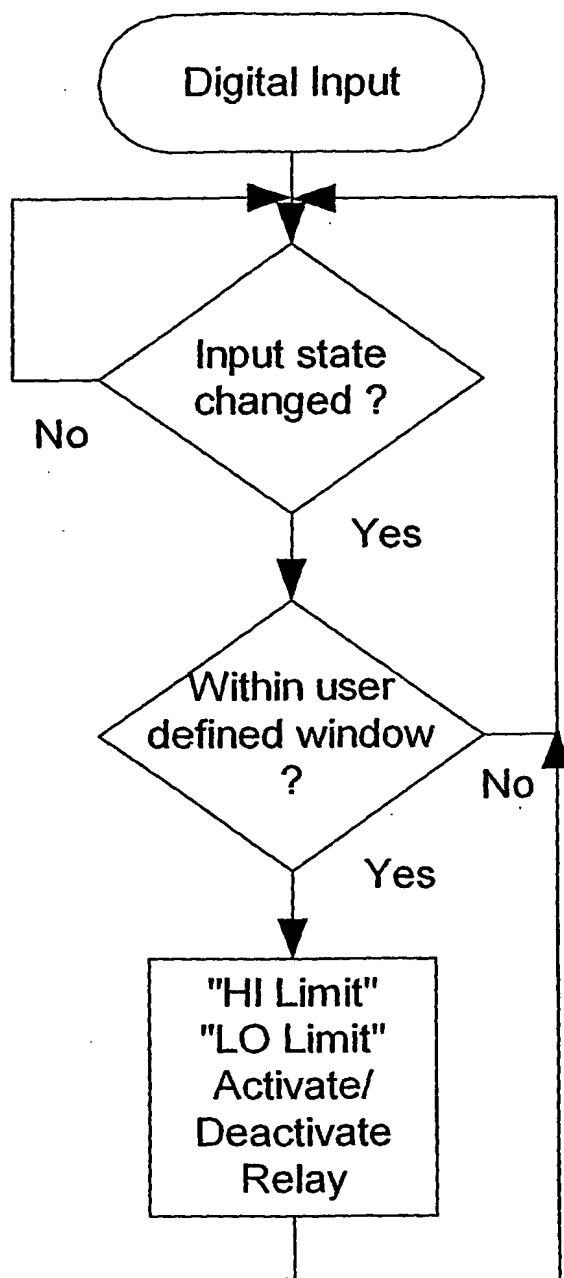 Digital Input
Input state
changed ?
No
Yes
Within user
defined window
?
No
Yes
"HI Limit"
"LO Limit"
Activate/
Deactivate
Relay